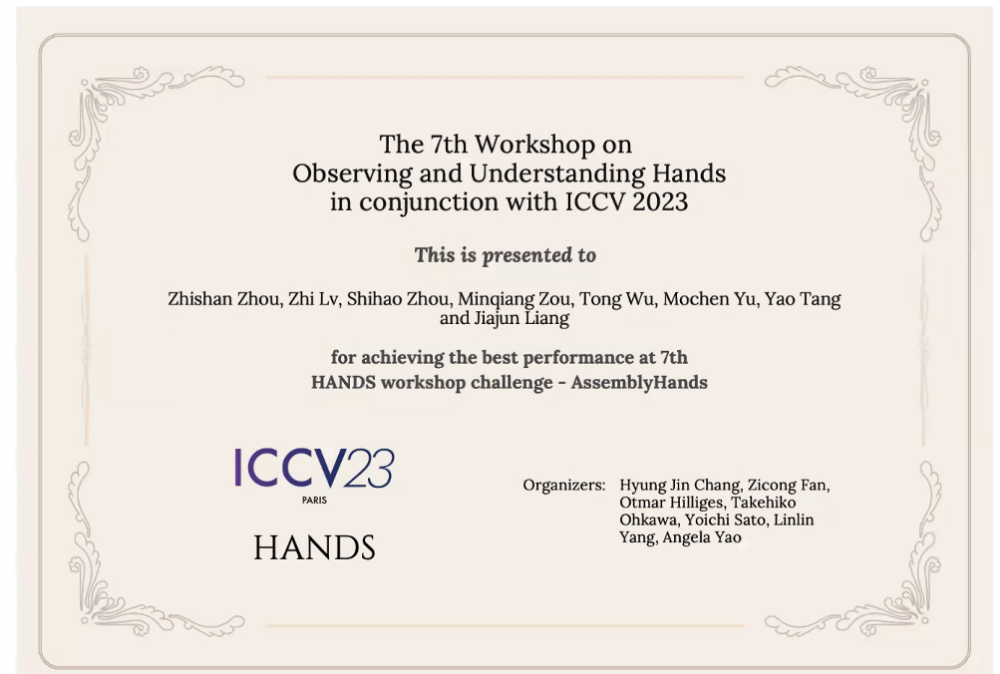 The 7th Workshop on
Observing and Understanding Hands
in conjunction with ICCV 2023
This is presented to
Zhishan Zhou, Zhi Lv, Shihao Zhou, Minqiang Zou, Tong Wu, Mochen Yu, Yao Tang
and Jiajun Liang
for achieving the best performance at 7th
HANDS workshop challenge - AssemblyHands
ICCV23
PARIS
HANDS
Organizers: Hyung Jin Chang, Zicong Fan,
Otmar Hilliges, Takehiko
Ohkawa, Yoichi Sato, Linlin
Yang, Angela Yao